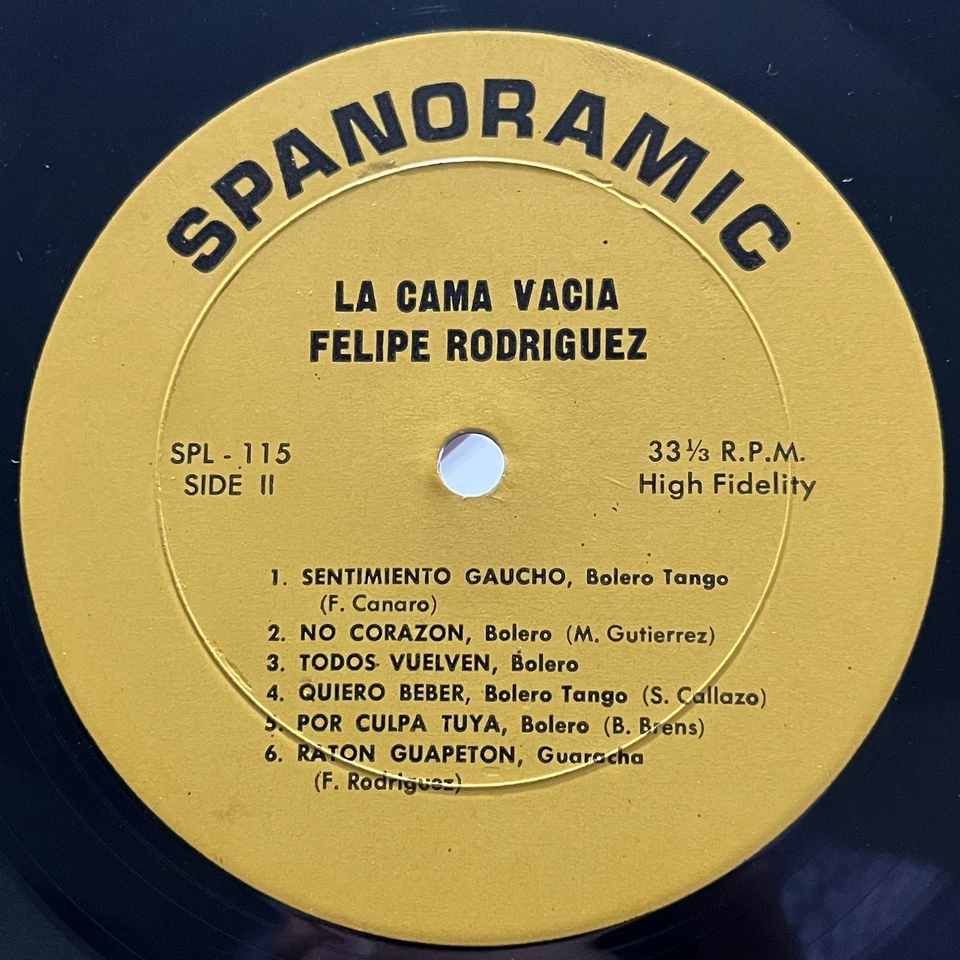 SPANORAMIC
LA CAMA VACIA
FELIPE RODRIGUEZ
SPL - 115
SIDE II
33⅓ R.P.M.
High Fidelity
1. SENTIMIENTO GAUCHO, Bolero Tango
(F. Canaro)
2. NO CORAZON, Bolero (M. Gutierrez)
3. TODOS VUELVEN, Bolero
4. QUIERO BEBER, Bolero Tango (S. Callazo)
5. POR CULPA TUYA, Bolero (B. Brens)
6. RATON GUAPETON, Guaracha
(F. Rodriguez)